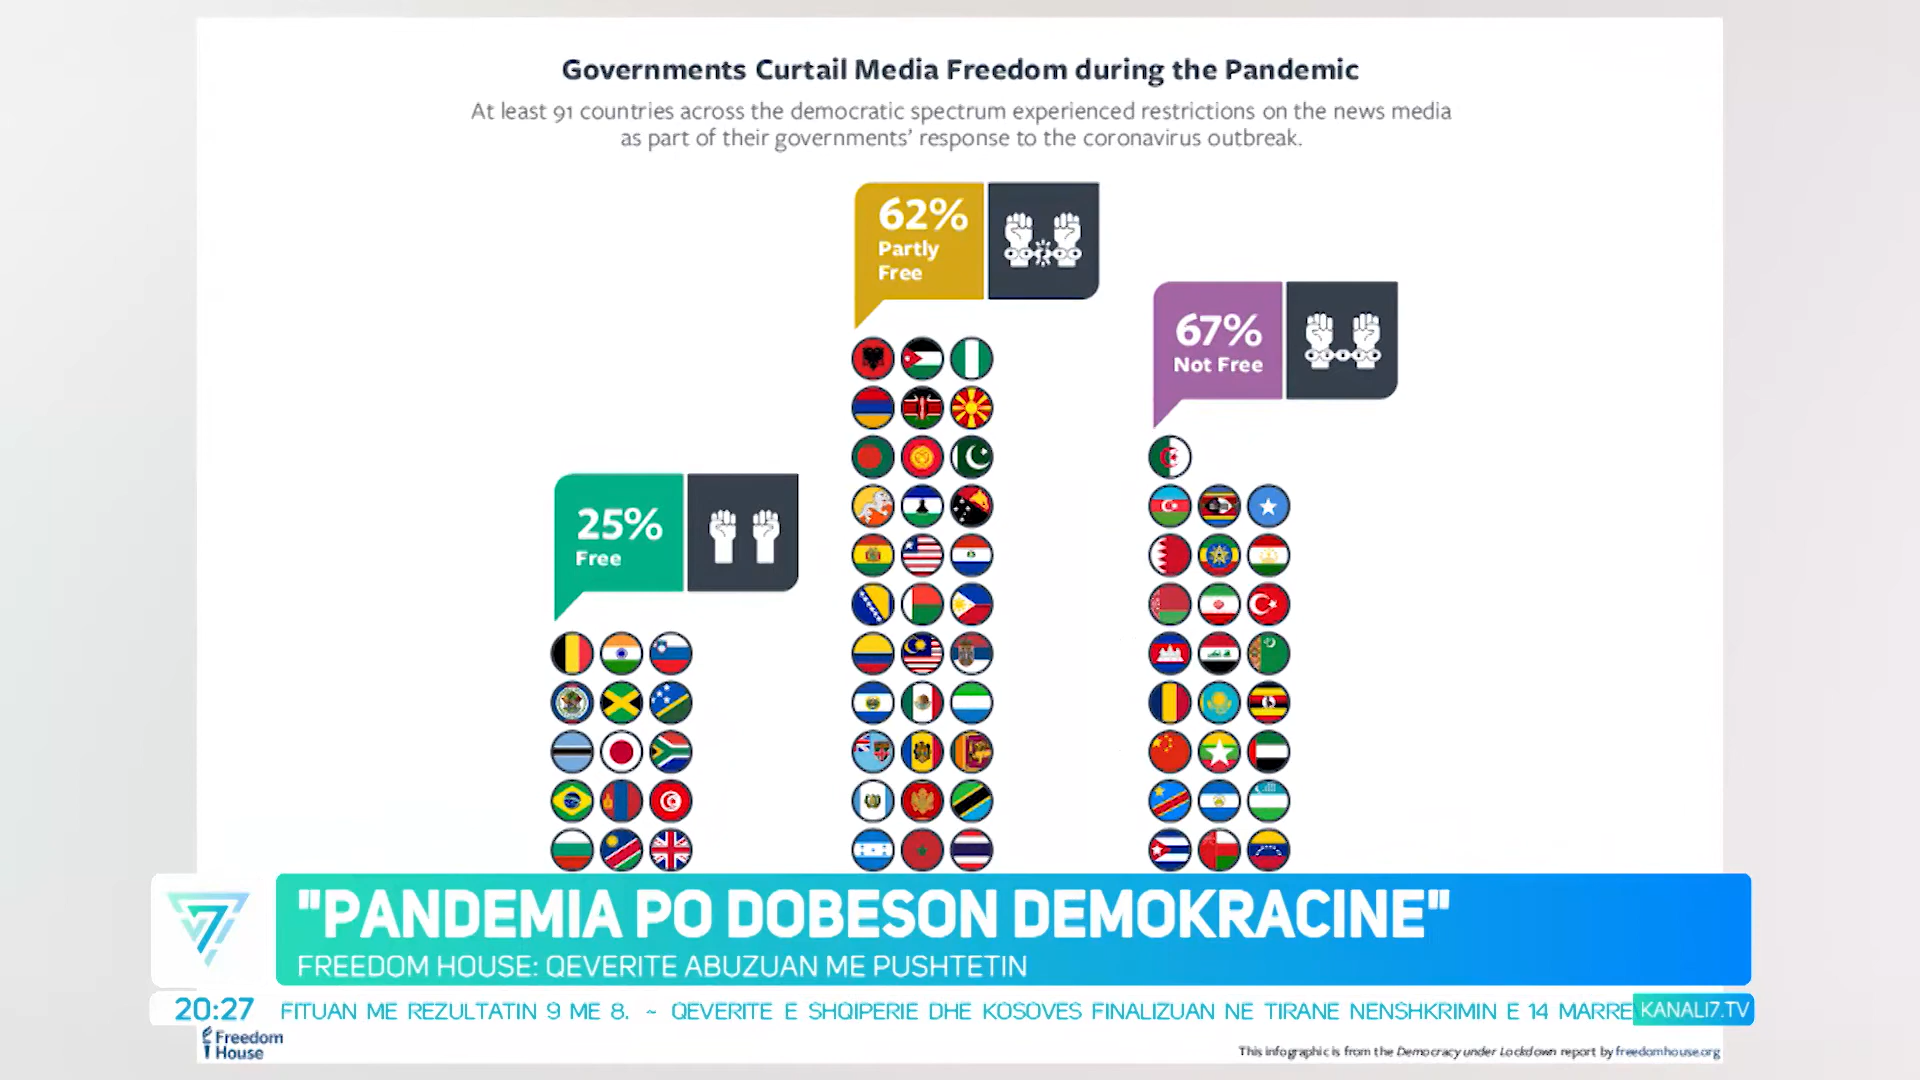 Governments Curtail Media Freedom during the Pandemic
At least 91 countries across the democratic spectrum experienced restrictions on the news media
as part of their governments' response to the coronavirus outbreak.
62%
Partly
Free
67%
Not Free
25%
Free
"PANDEMIA PO DOBESON DEMOKRACINE"
FREEDOM HOUSE: QEVERITE ABUZUAN ME PUSHTETIN
20:27
FITUAN ME REZULTATIN 9 ME 8. ~ QEVERITE E SHQIPERIE DHE KOSOVES FINALIZUAN NE TIRANE NENSHKRIMIN E 14 MARRE
KANALI7.TV
Freedom
House
This infographic is from the Democracy under Lockdown report by freedomhouse.org